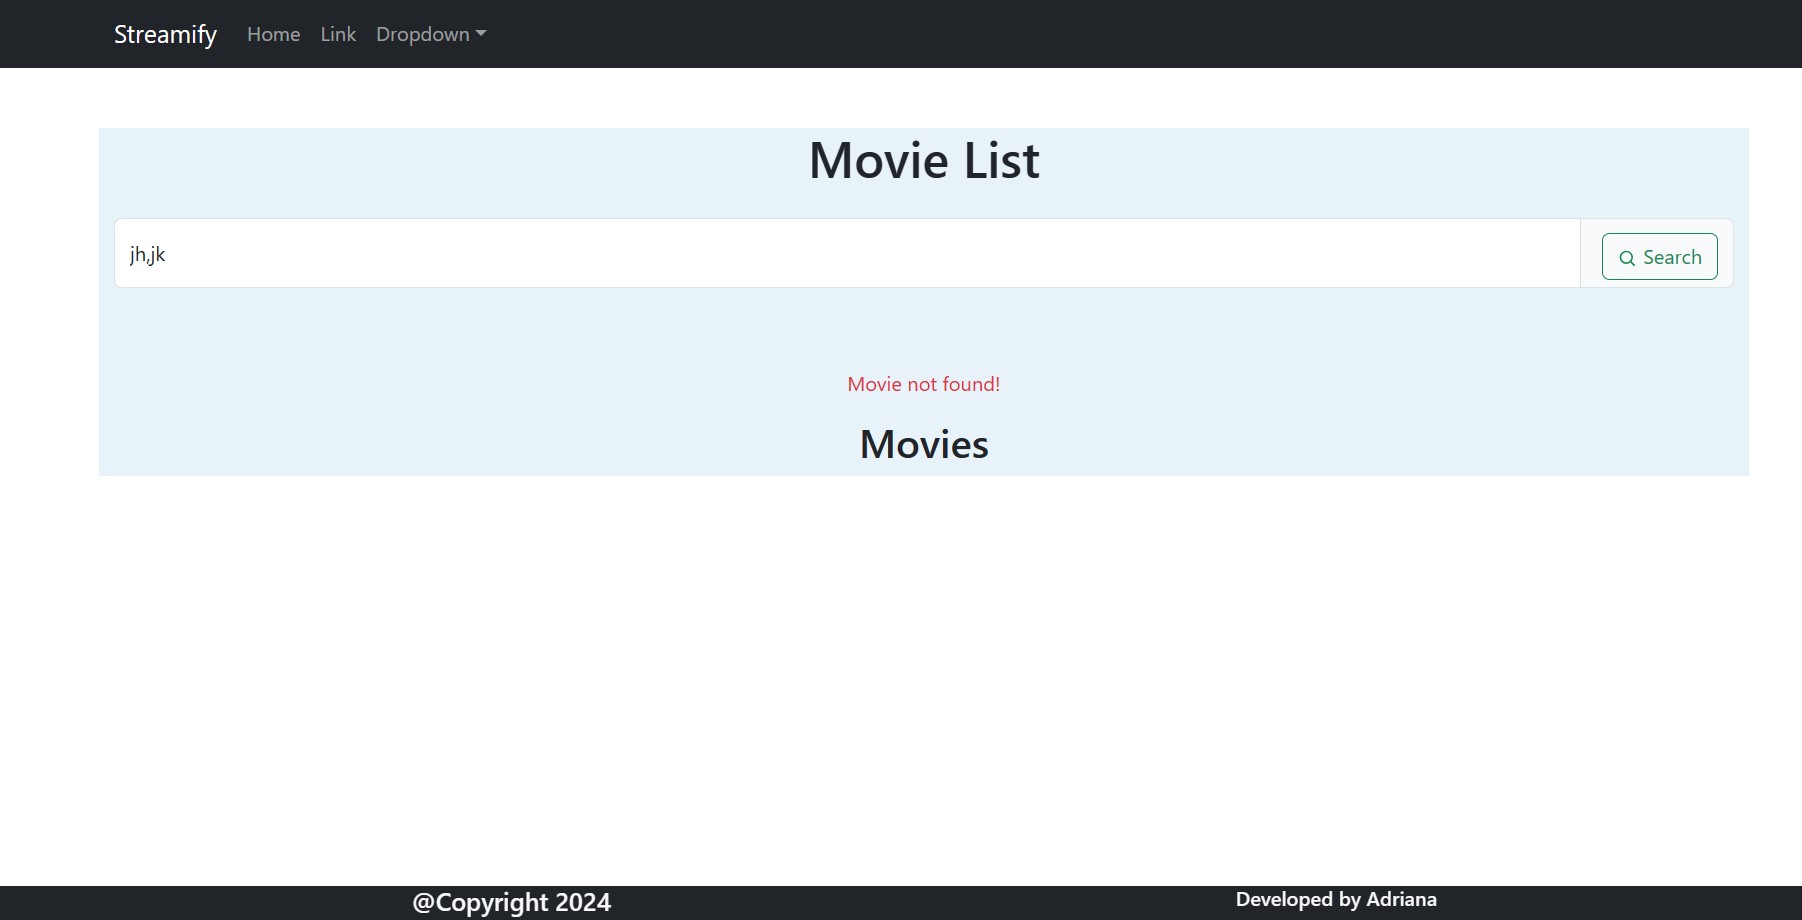 Streamify Home Link Dropdown
Movie List
jh,jk
Search
Movie not found!
Movies
@Copyright 2024
Developed by Adriana